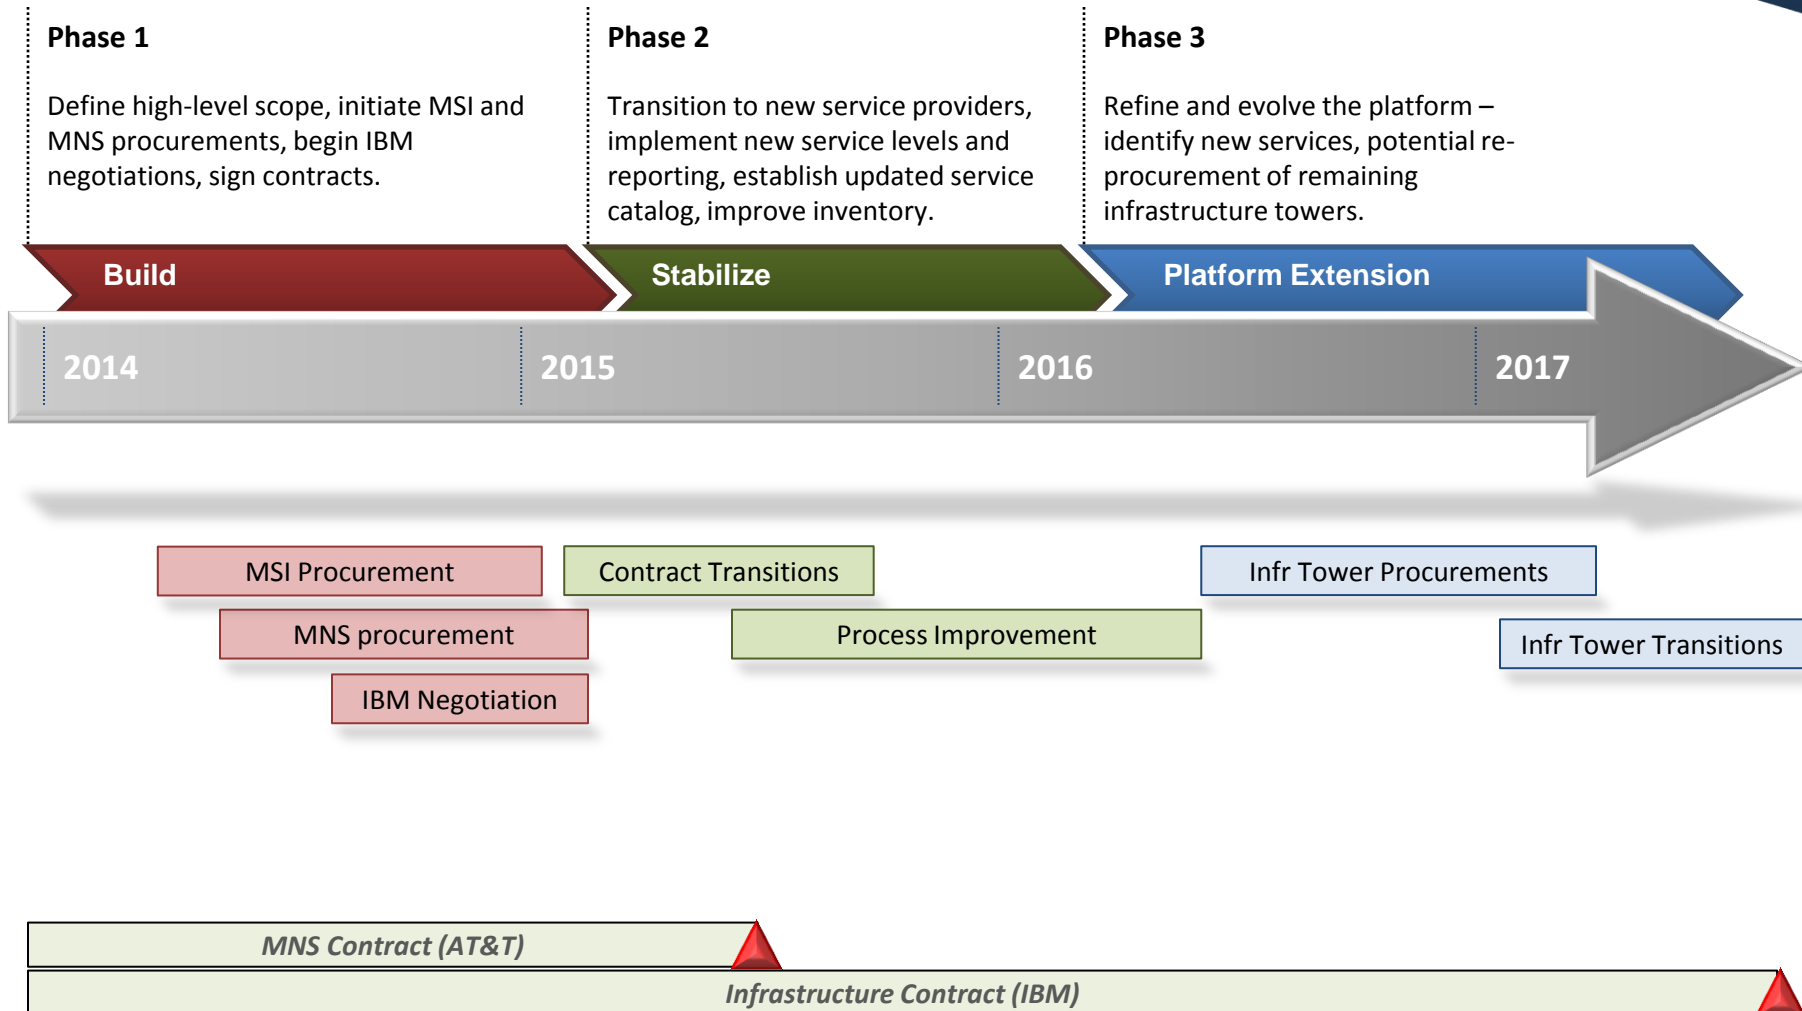 Phase 1
Define high-level scope, initiate MSI and
MNS procurements, begin IBM
negotiations, sign contracts.
Phase 2
Transition to new service providers,
implement new service levels and
reporting, establish updated service
catalog, improve inventory.
Phase 3
Refine and evolve the platform –
identify new services, potential re-
procurement of remaining
infrastructure towers.
Build
Stabilize
Platform Extension
2014
2015
2016
2017
MSI Procurement
Contract Transitions
Infr Tower Procurements
MNS procurement
Process Improvement
Infr Tower Transitions
IBM Negotiation
MNS Contract (AT&T)
Infrastructure Contract (IBM)